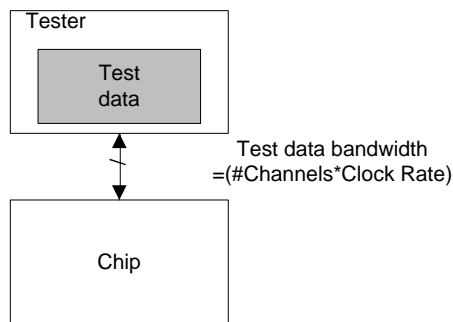 Tester
Test
data
Test data bandwidth
=(#Channels*Clock Rate)
Chip